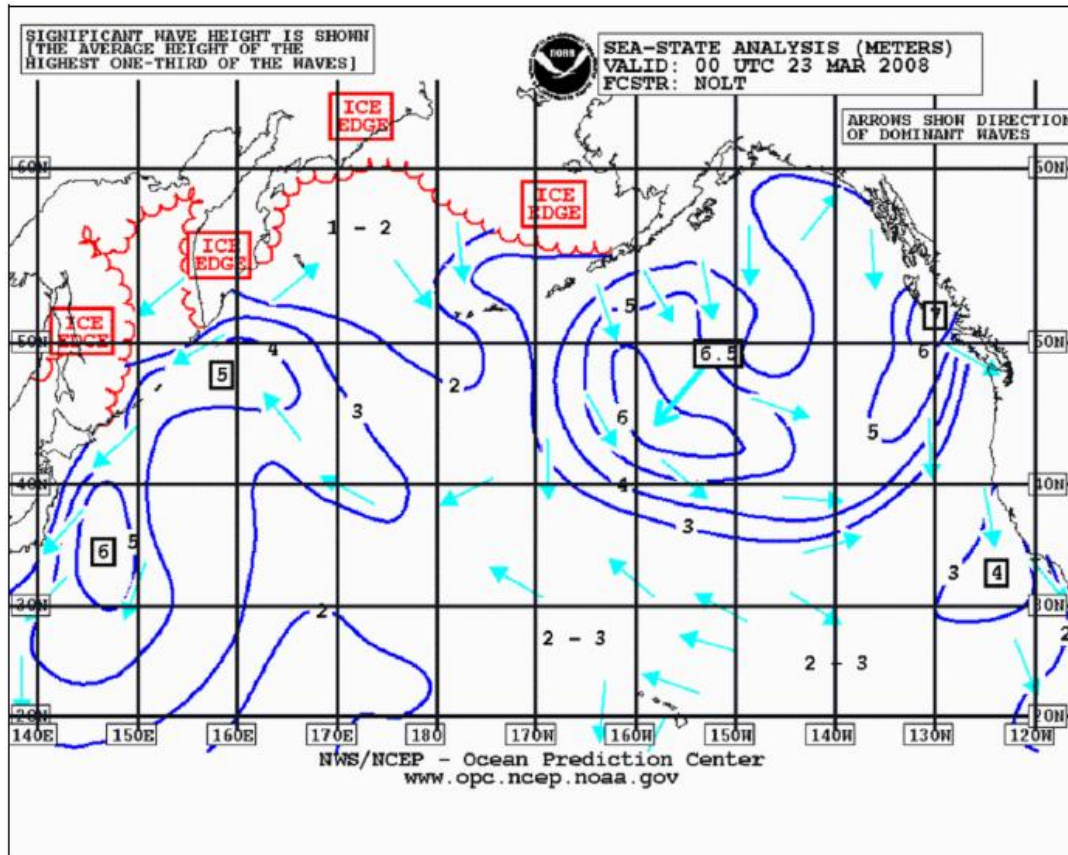 SIGNIFICANT WAVE HEIGHT IS SHOWN
[THE AVERAGE HEIGHT OF THE
HIGHEST ONE-THIRD OF THE WAVES]
NOAA
SEA-STATE ANALYSIS (METERS)
VALID: 00 UTC 23 MAR 2008
FCSTR: NOLT
ARROWS SHOW DIRECTION
OF DOMINANT WAVES
ICE
EDGE
60N
60N
ICE
EDGE
1 - 2
ICE
EDGE
5
7
ICE
EDGE
50N
50N
4
6.5
6
5
2
3
6
5
40N
4
40N
3
5
6
3
4
30N
30N
2
2 - 3
2
2 - 3
20N
20N
140E
150E
160E
170E
180
170W
160W
150W
140W
130W
120W
NWS/NCEP - Ocean Prediction Center
www.opc.ncep.noaa.gov